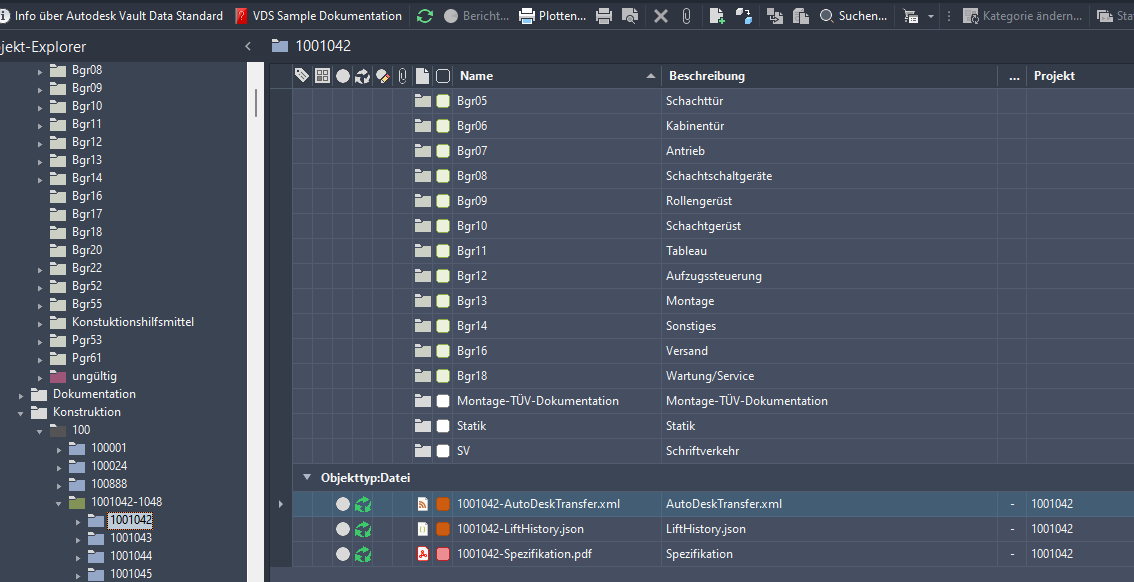 Info über Autodesk Vault Data Standard VDS Sample Dokumentation Bericht... Plotten... Suchen... Kategorie ändern...
jekt-Explorer
1001042
Bgr08
Bgr09
Bgr10
Bgr11
Bgr12
Bgr13
Bgr14
Bgr16
Bgr17
Bgr18
Bgr20
Bgr22
Bgr52
Bgr55
Konstuktionshilfsmittel
Pgr53
Pgr61
ungültig
Dokumentation
Konstruktion
100
100001
100024
100888
1001042-1048
1001042
1001043
1001044
1001045
Name Beschreibung ... Projekt
Bgr05 Schachttür
Bgr06 Kabinentür
Bgr07 Antrieb
Bgr08 Schachtschaltgeräte
Bgr09 Rollengerüst
Bgr10 Schachtgerüst
Bgr11 Tableau
Bgr12 Aufzugssteuerung
Bgr13 Montage
Bgr14 Sonstiges
Bgr16 Versand
Bgr18 Wartung/Service
Montage-TÜV-Dokumentation Montage-TÜV-Dokumentation
Statik Statik
SV Schriftverkehr
Objekttyp:Datei
1001042-AutoDeskTransfer.xml AutoDeskTransfer.xml - 1001042
1001042-LiftHistory.json LiftHistory.json - 1001042
1001042-Spezifikation.pdf Spezifikation - 1001042